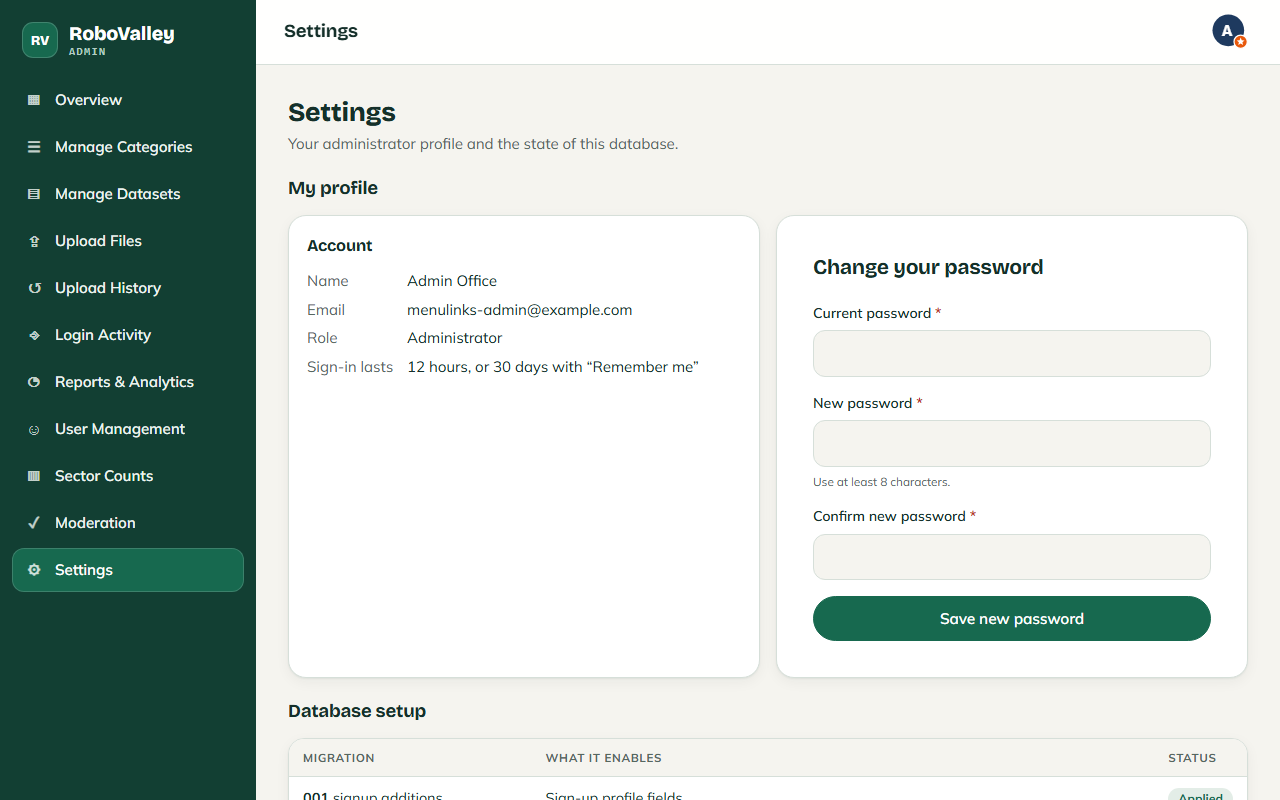 RV
RoboValley
ADMIN
Overview
Manage Categories
Manage Datasets
Upload Files
Upload History
Login Activity
Reports & Analytics
User Management
Sector Counts
Moderation
Settings
Settings
A
Settings
Your administrator profile and the state of this database.
My profile
Account
Name Admin Office
Email menulinks-admin@example.com
Role Administrator
Sign-in lasts 12 hours, or 30 days with “Remember me”
Change your password
Current password *
New password *
Use at least 8 characters.
Confirm new password *
Save new password
Database setup
MIGRATION WHAT IT ENABLES STATUS
001 signup additions Sign-up profile fields Applied